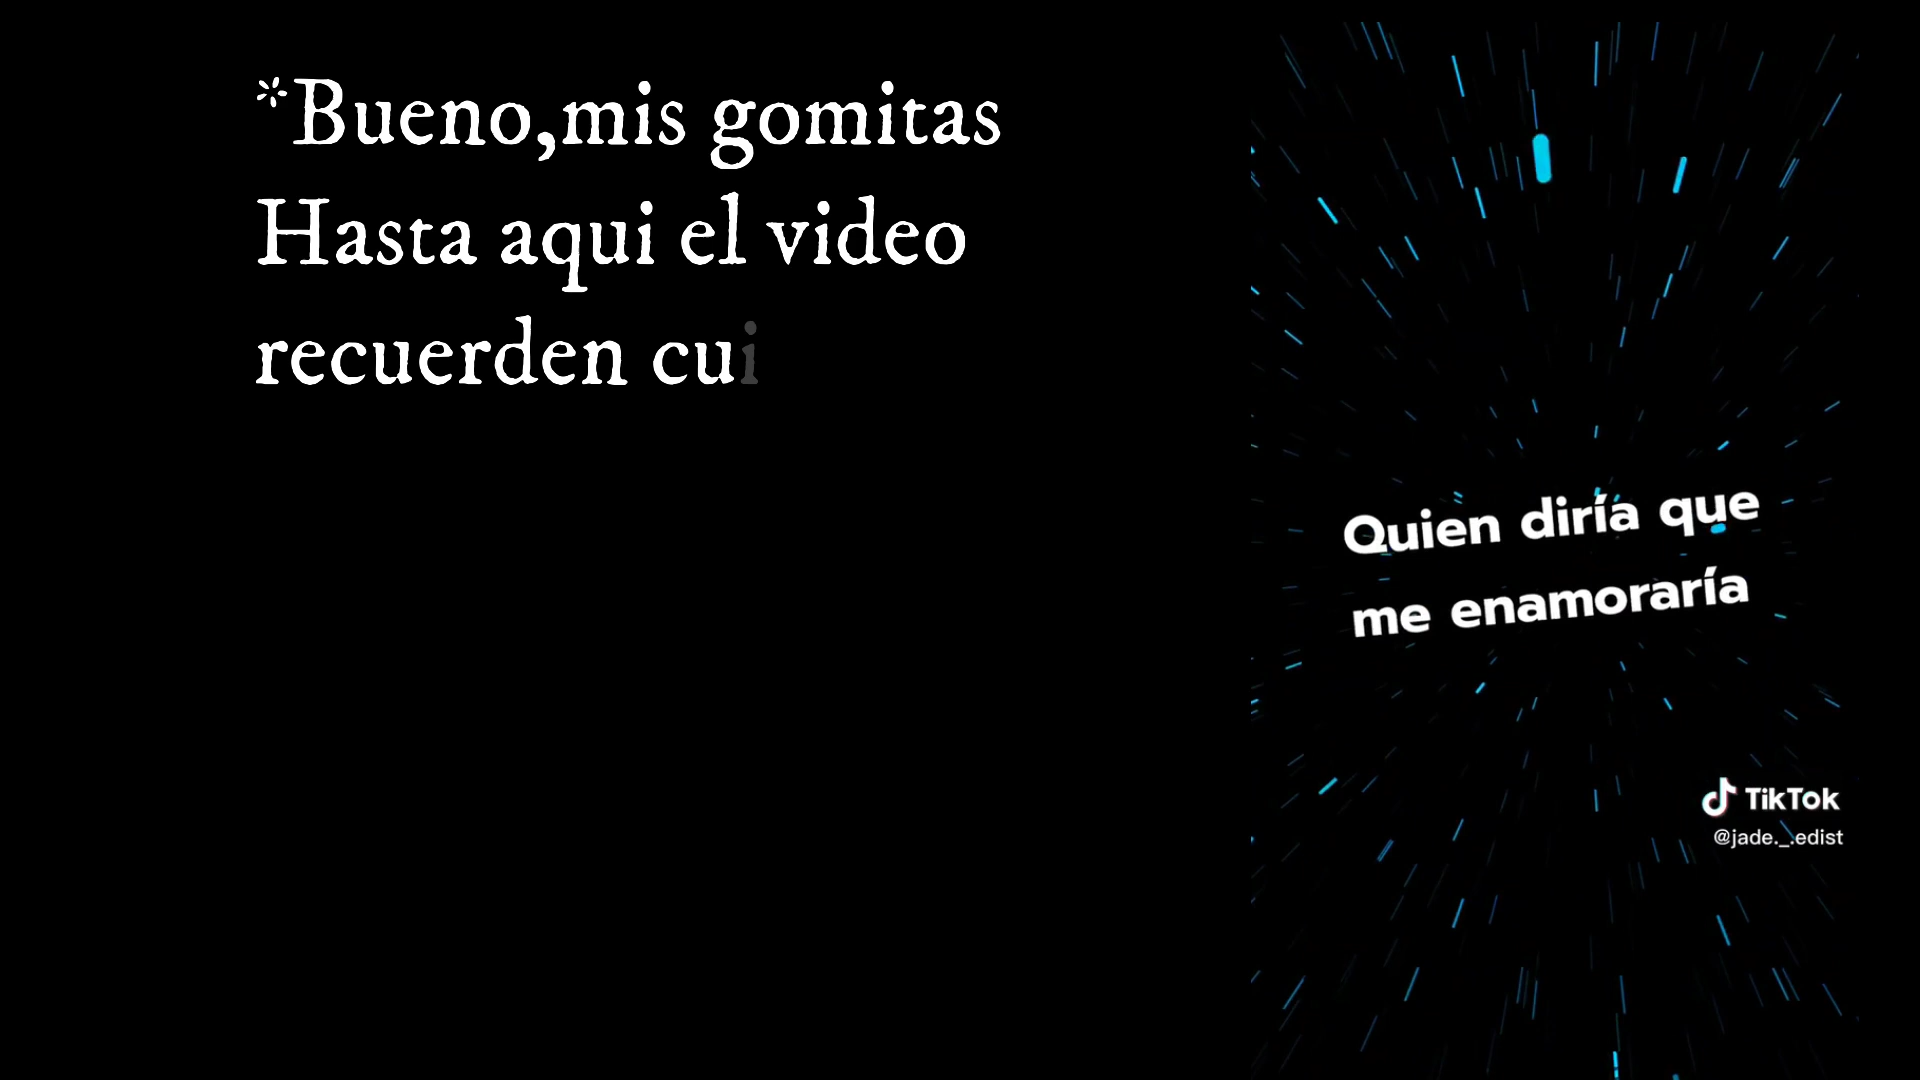 *Bueno,mis gomitas
Hasta aqui el video
recuerden cui
Quien diría que
me enamoraría
TikTok
@jade._.edist